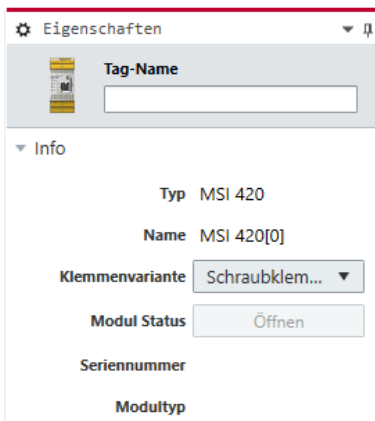 Eigenschaften
Tag-Name
Info
Typ MSI 420
Name MSI 420[0]
Klemmenvariante Schraubklem...
Modul Status Öffnen
Seriennummer
Modultyp